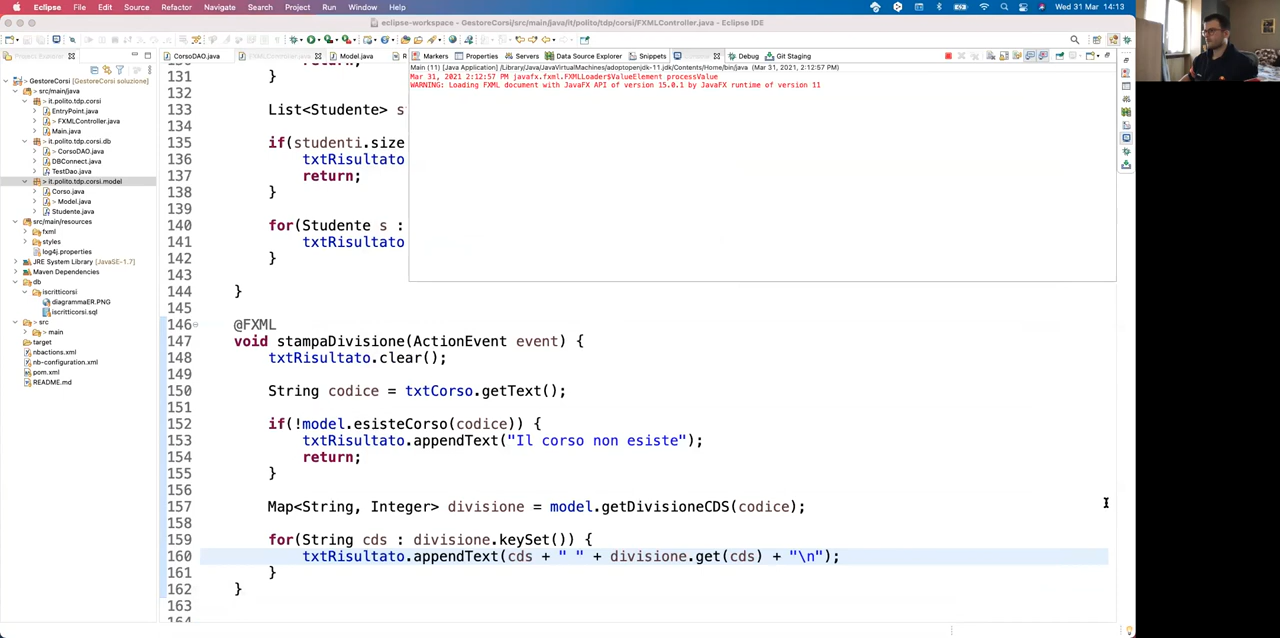 Eclipse File Edit Source Refactor Navigate Search Project Run Window Help Wed 31 Mar 14:13
eclipse-workspace - GestoreCorsi/src/main/java/it/polito/tdp/corsi/FXMLController.java - Eclipse IDE
Project Explorer
CorsoDAO.java FXMLController.java Model.java
Markers Properties Servers Data Source Explorer Snippets Debug Git Staging
Main (11) [Java Application] /Library/Java/JavaVirtualMachines/adoptopenjdk-11.jdk/Contents/Home/bin/java (Mar 31, 2021 2:12:57 PM)
Mar 31, 2021 2:12:57 PM javafx.fxml.FXMLLoader$ValueElement processValue
WARNING: Loading FXML document with JavaFX API of version 15.0.1 by JavaFX runtime of version 11
GestoreCorsi [GestoreCorsi soluzione]
src/main/java
it.polito.tdp.corsi
EntryPoint.java
> FXMLController.java
Main.java
it.polito.tdp.corsi.db
> CorsoDAO.java
DBConnect.java
TestDao.java
> it.polito.tdp.corsi.model
Corso.java
> Model.java
Studente.java
src/main/resources
fxml
styles
log4j.properties
JRE System Library [JavaSE-1.7]
Maven Dependencies
db
iscritticorsi
diagrammaER.PNG
iscritticorsi.sql
src
main
target
nbactions.xml
nb-configuration.xml
pom.xml
README.md
131 }
132
133 List<Studente> s
134
135 if(studenti.size
136 txtRisultato
137 return;
138 }
139
140 for(Studente s :
141 txtRisultato
142 }
143
144 }
145
146 @FXML
147 void stampaDivisione(ActionEvent event) {
148 txtRisultato.clear();
149
150 String codice = txtCorso.getText();
151
152 if(!model.esisteCorso(codice)) {
153 txtRisultato.appendText("Il corso non esiste");
154 return;
155 }
156
157 Map<String, Integer> divisione = model.getDivisioneCDS(codice);
158
159 for(String cds : divisione.keySet()) {
160 txtRisultato.appendText(cds + " " + divisione.get(cds) + "\n");
161 }
162 }
163